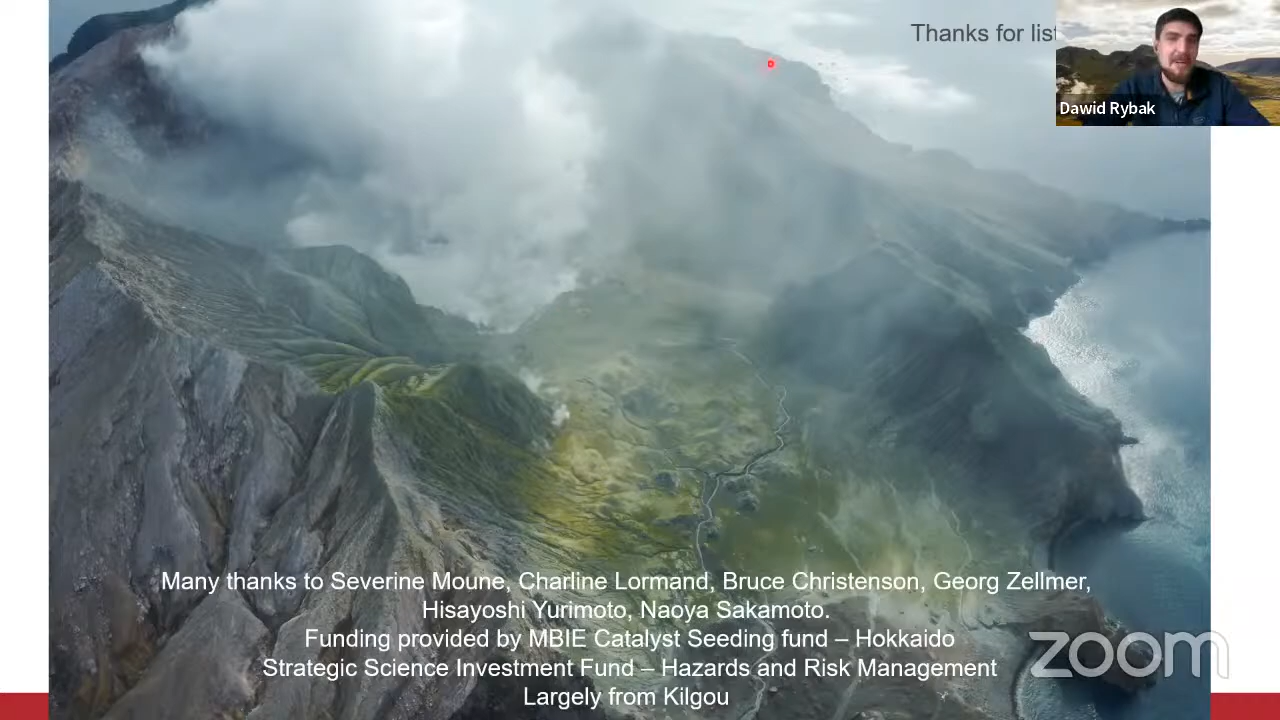 Thanks for list
Dawid Rybak
Many thanks to Severine Moune, Charline Lormand, Bruce Christenson, Georg Zellmer,
Hisayoshi Yurimoto, Naoya Sakamoto.
Funding provided by MBIE Catalyst Seeding fund – Hokkaido
Strategic Science Investment Fund – Hazards and Risk Management
Largely from Kilgou
zoom